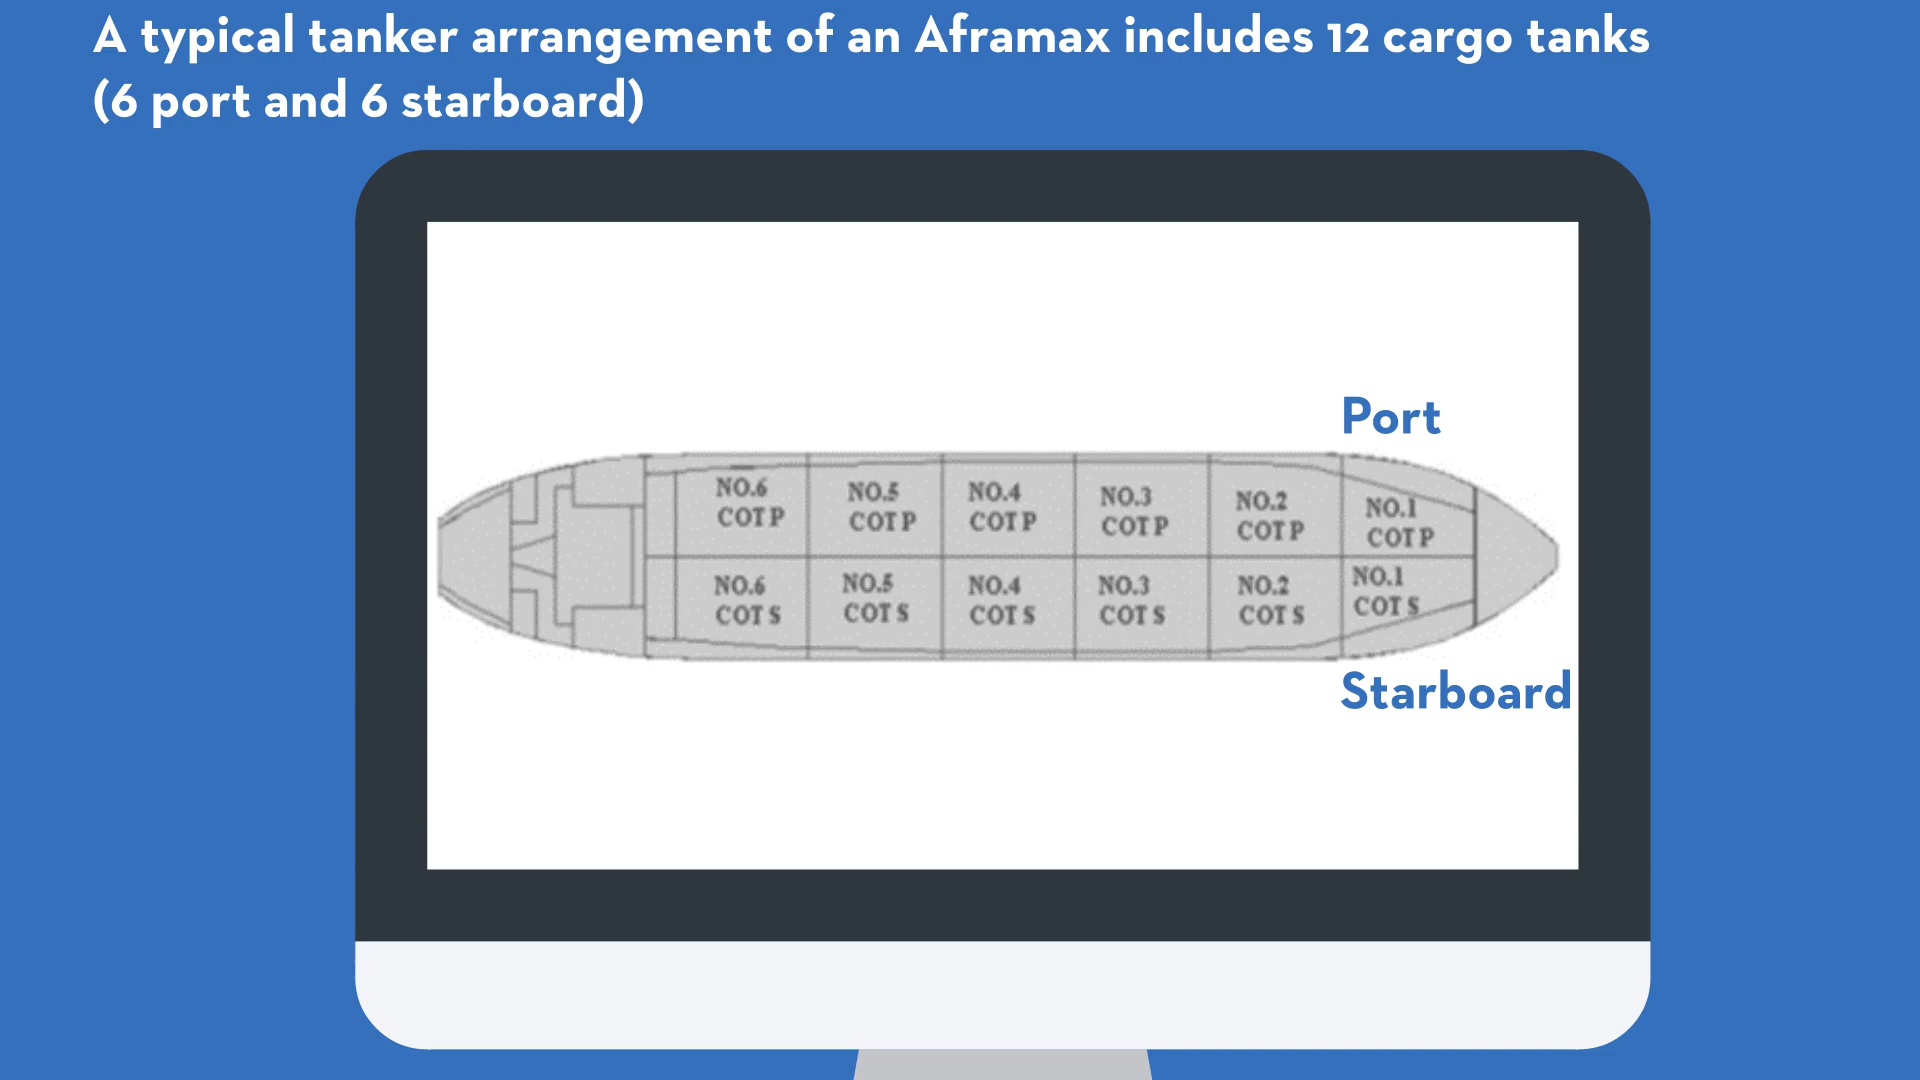 A typical tanker arrangement of an Aframax includes 12 cargo tanks
(6 port and 6 starboard)
Port
NO.6
COT P
NO.5
COT P
NO.4
COT P
NO.3
COT P
NO.2
COT P
NO.1
COT P
NO.6
COT S
NO.5
COT S
NO.4
COT S
NO.3
COT S
NO.2
COT S
NO.1
COT S
Starboard